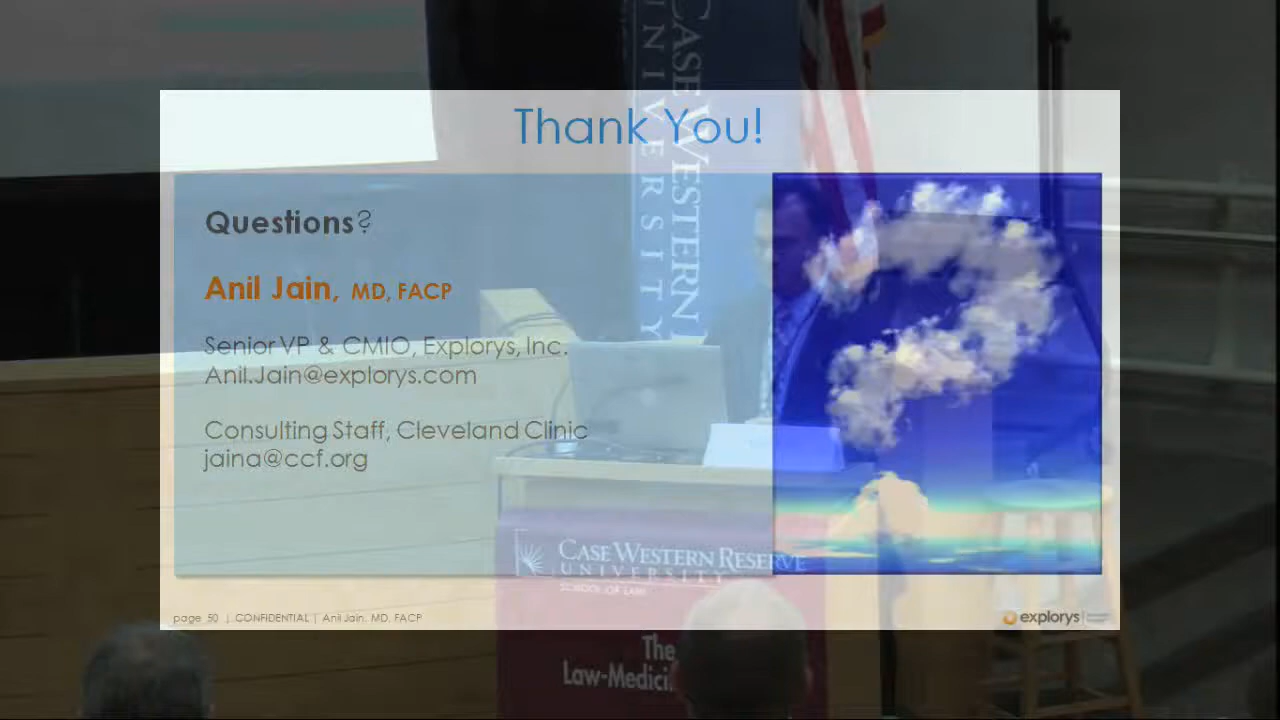 Thank You!
Questions?
Anil Jain, MD, FACP
Senior VP & CMIO, Explorys, Inc.
Anil.Jain@explorys.com
Consulting Staff, Cleveland Clinic
jaina@ccf.org
page 50 | CONFIDENTIAL | Anil Jain, MD, FACP
explorys
CASE WESTERN
UNIVERSITY
CASE WESTERN RESERVE
UNIVERSITY
SCHOOL OF LAW
The
Law-Medici